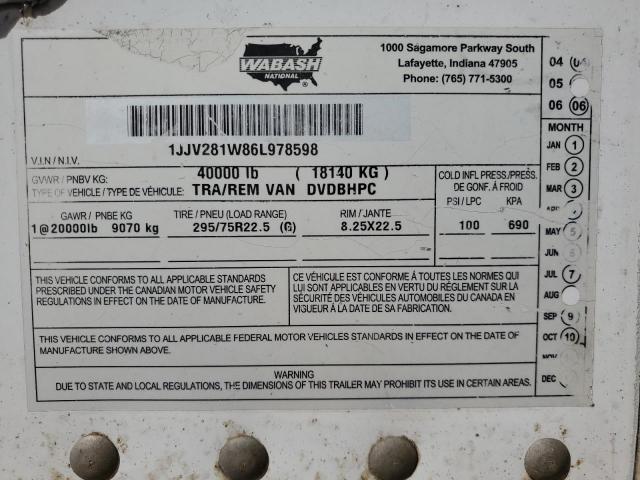 WABASH
NATIONAL
®
1000 Sagamore Parkway South
Lafayette, Indiana 47905
Phone: (765) 771-5300
1JJV281W86L978598
V.I.N / N.I.V.
GVWR / PNBV KG: 40000 lb ( 18140 KG )
TYPE OF VEHICLE / TYPE DE VÉHICULE: TRA/REM VAN DVDBHPC
COLD INFL PRESS/PRESS.
DE GONF. Á FROID
PSI / LPC KPA
100 690
GAWR / PNBE KG TIRE / PNEU (LOAD RANGE) RIM / JANTE
1@20000lb 9070 kg 295/75R22.5 (G) 8.25X22.5
THIS VEHICLE CONFORMS TO ALL APPLICABLE STANDARDS
PRESCRIBED UNDER THE CANADIAN MOTOR VEHICLE SAFETY
REGULATIONS IN EFFECT ON THE DATE OF MANUFACTURE.
CE VÉHICULE EST CONFORME Á TOUTES LES NORMES QUI
LUI SONT APPLICABLES EN VERTU DU RÉGLEMENT SUR LA
SÉCURITÉ DES VÉHICULES AUTOMOBILES DU CANADA EN
VIGUEUR À LA DATE DE SA FABRICATION.
THIS VEHICLE CONFORMS TO ALL APPLICABLE FEDERAL MOTOR VEHICLES STANDARDS IN EFFECT ON THE DATE OF
MANUFACTURE SHOWN ABOVE.
WARNING
DUE TO STATE AND LOCAL REGULATIONS, THE DIMENSIONS OF THIS TRAILER MAY PROHIBIT ITS USE IN CERTAIN AREAS.
04 04
05
06 06
MONTH
JAN 1
FEB 2
MAR 3
MAY 5
JUN
JUL 7
AUG
SEP 9
OCT 10
DEC